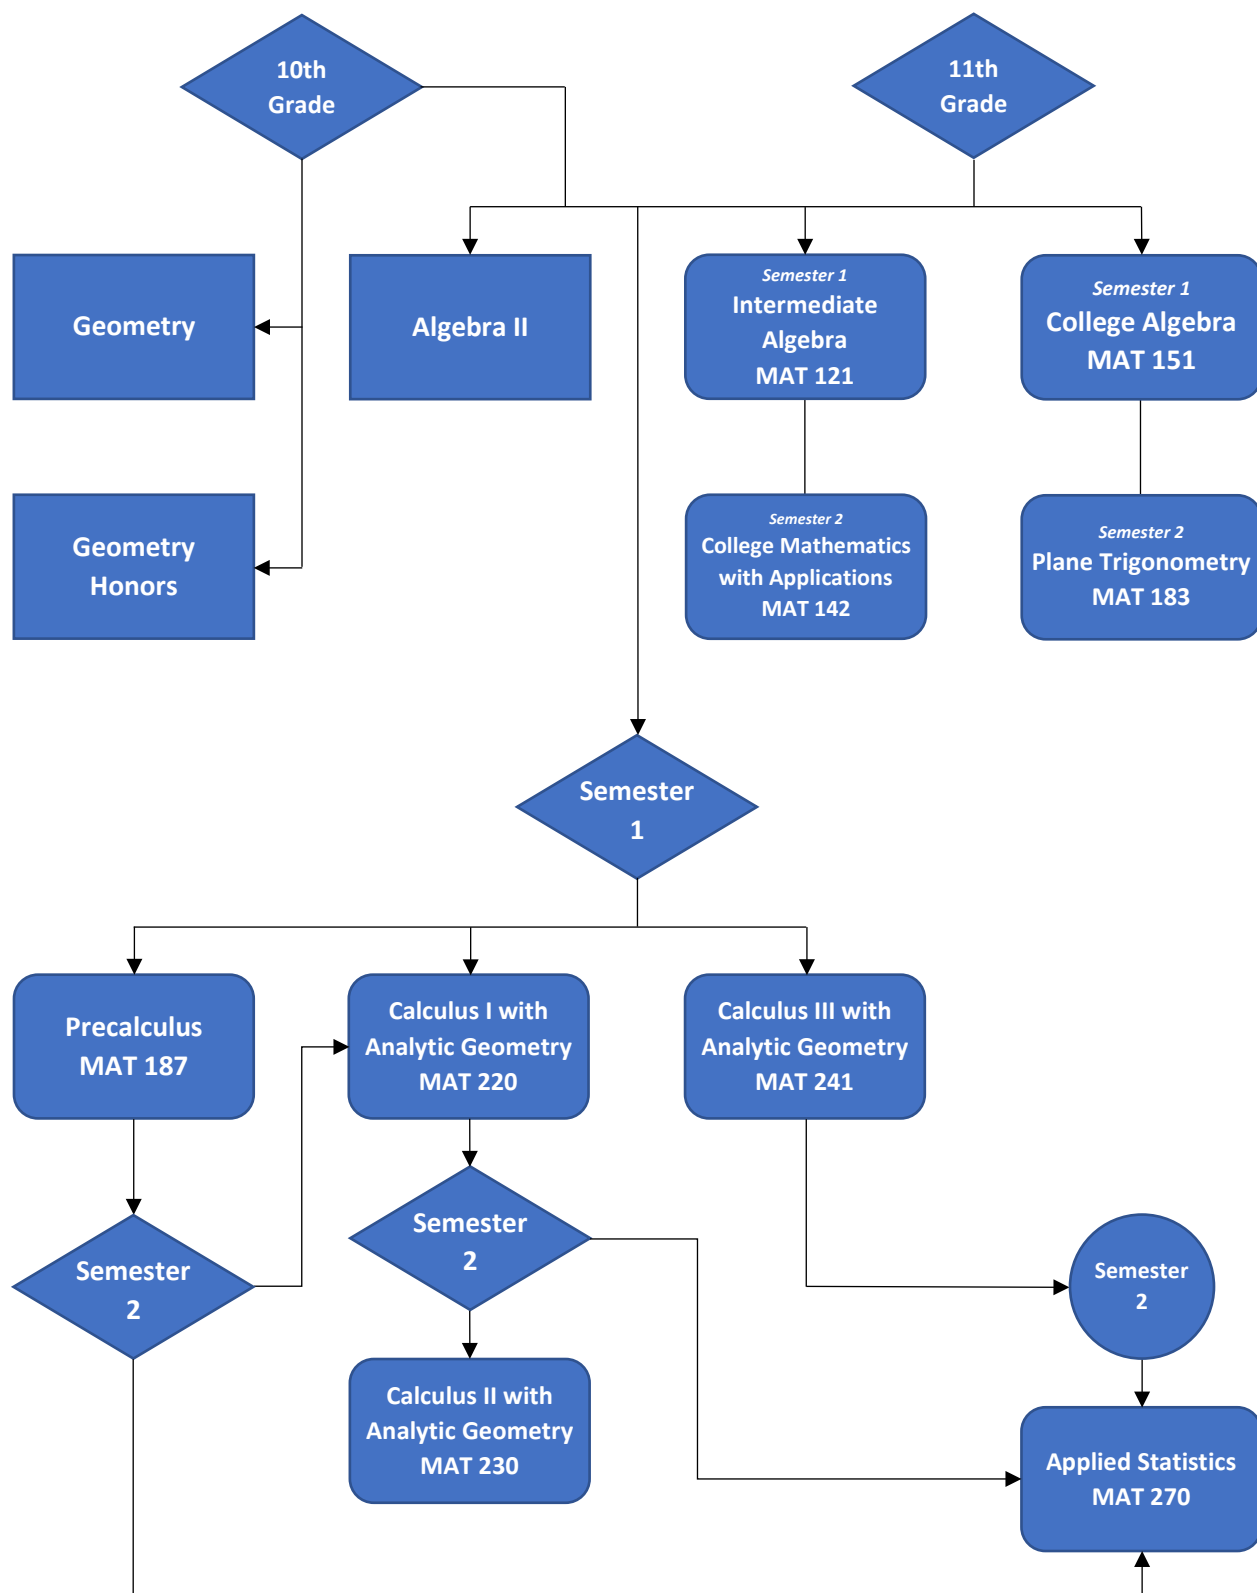 10th
Grade
11th
Grade
Geometry
Algebra II
Semester 1
Intermediate
Algebra
MAT 121
Semester 1
College Algebra
MAT 151
Geometry
Honors
Semester 2
College Mathematics
with Applications
MAT 142
Semester 2
Plane Trigonometry
MAT 183
Semester
1
Precalculus
MAT 187
Calculus I with
Analytic Geometry
MAT 220
Calculus III with
Analytic Geometry
MAT 241
Semester
2
Semester
2
Semester
2
Calculus II with
Analytic Geometry
MAT 230
Applied Statistics
MAT 270